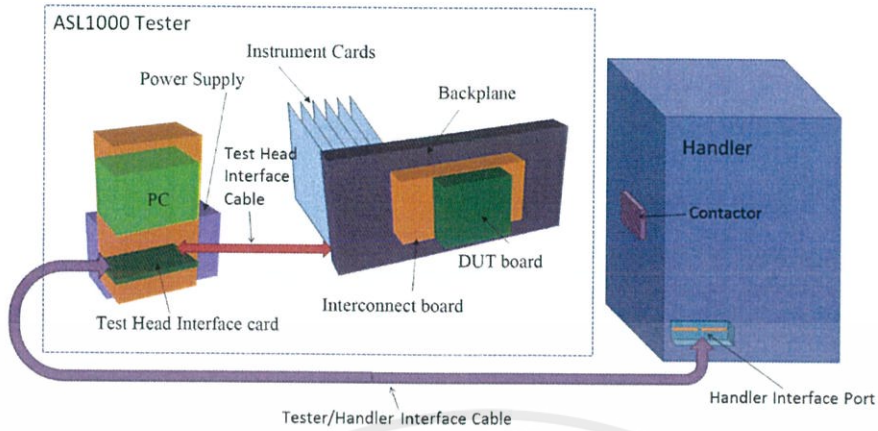 ASL1000 Tester
Instrument Cards
Power Supply
Backplane
Test Head
Interface
Cable
Handler
PC
Contactor
DUT board
Interconnect board
Test Head Interface card
Handler Interface Port
Tester/Handler Interface Cable